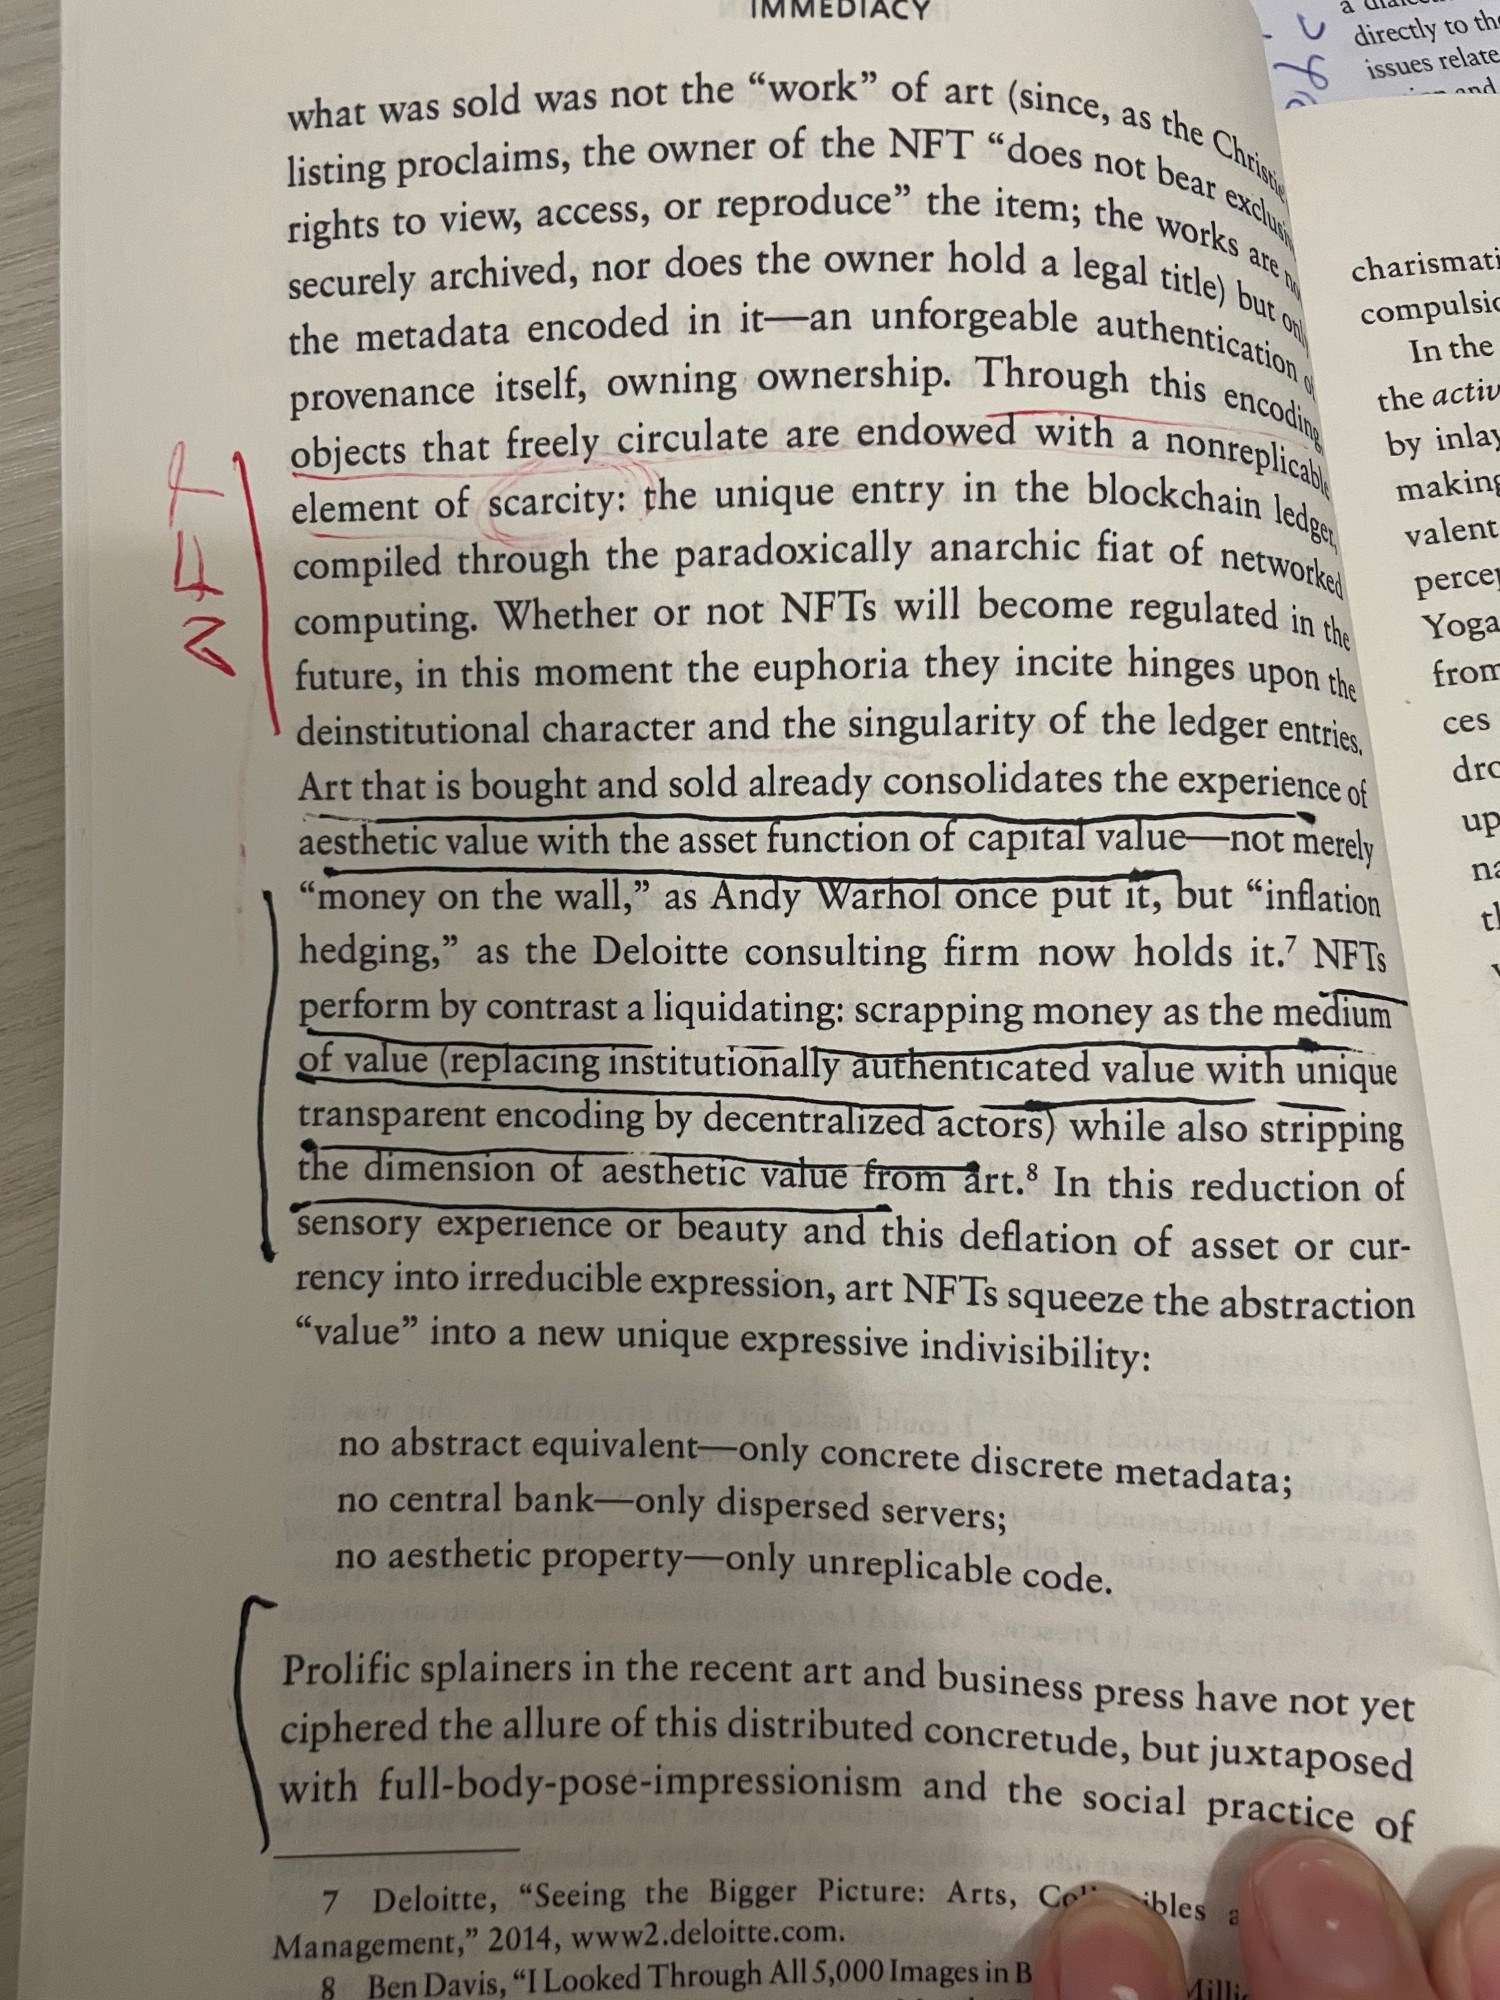 IMMEDIACY
what was sold was not the “work” of art (since, as the
listing proclaims, the owner of the NFT “does not bear
rights to view, access, or reproduce” the item; the works are
securely archived, nor does the owner hold a legal title) but
the metadata encoded in it—an unforgeable authentication
provenance itself, owning ownership. Through this encoding,
objects that freely circulate are endowed with a nonreplicable
element of scarcity: the unique entry in the blockchain ledger,
compiled through the paradoxically anarchic fiat of networked
computing. Whether or not NFTs will become regulated in the
future, in this moment the euphoria they incite hinges upon the
deinstitutional character and the singularity of the ledger entries.
Art that is bought and sold already consolidates the experience of
aesthetic value with the asset function of capital value—not merely
“money on the wall,” as Andy Warhol once put it, but “inflation
hedging,” as the Deloitte consulting firm now holds it.7 NFTs
perform by contrast a liquidating: scrapping money as the medium
of value (replacing institutionally authenticated value with unique
transparent encoding by decentralized actors) while also stripping
the dimension of aesthetic value from art.8 In this reduction of
sensory experience or beauty and this deflation of asset or cur-
rency into irreducible expression, art NFTs squeeze the abstraction
“value” into a new unique expressive indivisibility:
no abstract equivalent—only concrete discrete metadata;
no central bank—only dispersed servers;
no aesthetic property—only unreplicable code.
Prolific splainers in the recent art and business press have not yet
ciphered the allure of this distributed concretude, but juxtaposed
with full-body-pose-impressionism and the social practice of
7 Deloitte, “Seeing the Bigger Picture: Arts,
Management,” 2014, www2.deloitte.com.
8 Ben Davis, “I Looked Through All 5,000 Images in
directly to
issues
and
In the
the
by
making
Yoga
from
ces
up